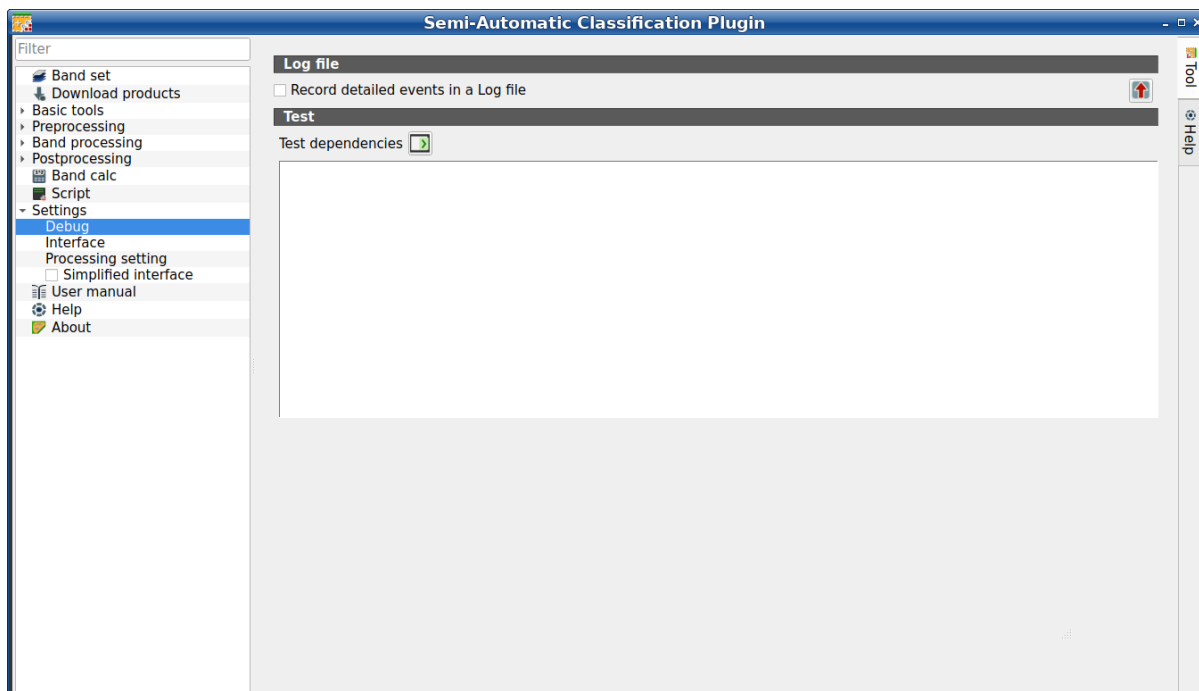 Semi-Automatic Classification Plugin
Filter
Band set
Download products
Basic tools
Preprocessing
Band processing
Postprocessing
Band calc
Script
Settings
Debug
Interface
Processing setting
Simplified interface
User manual
Help
About
Log file
Record detailed events in a Log file
Test
Test dependencies
Tool
Help